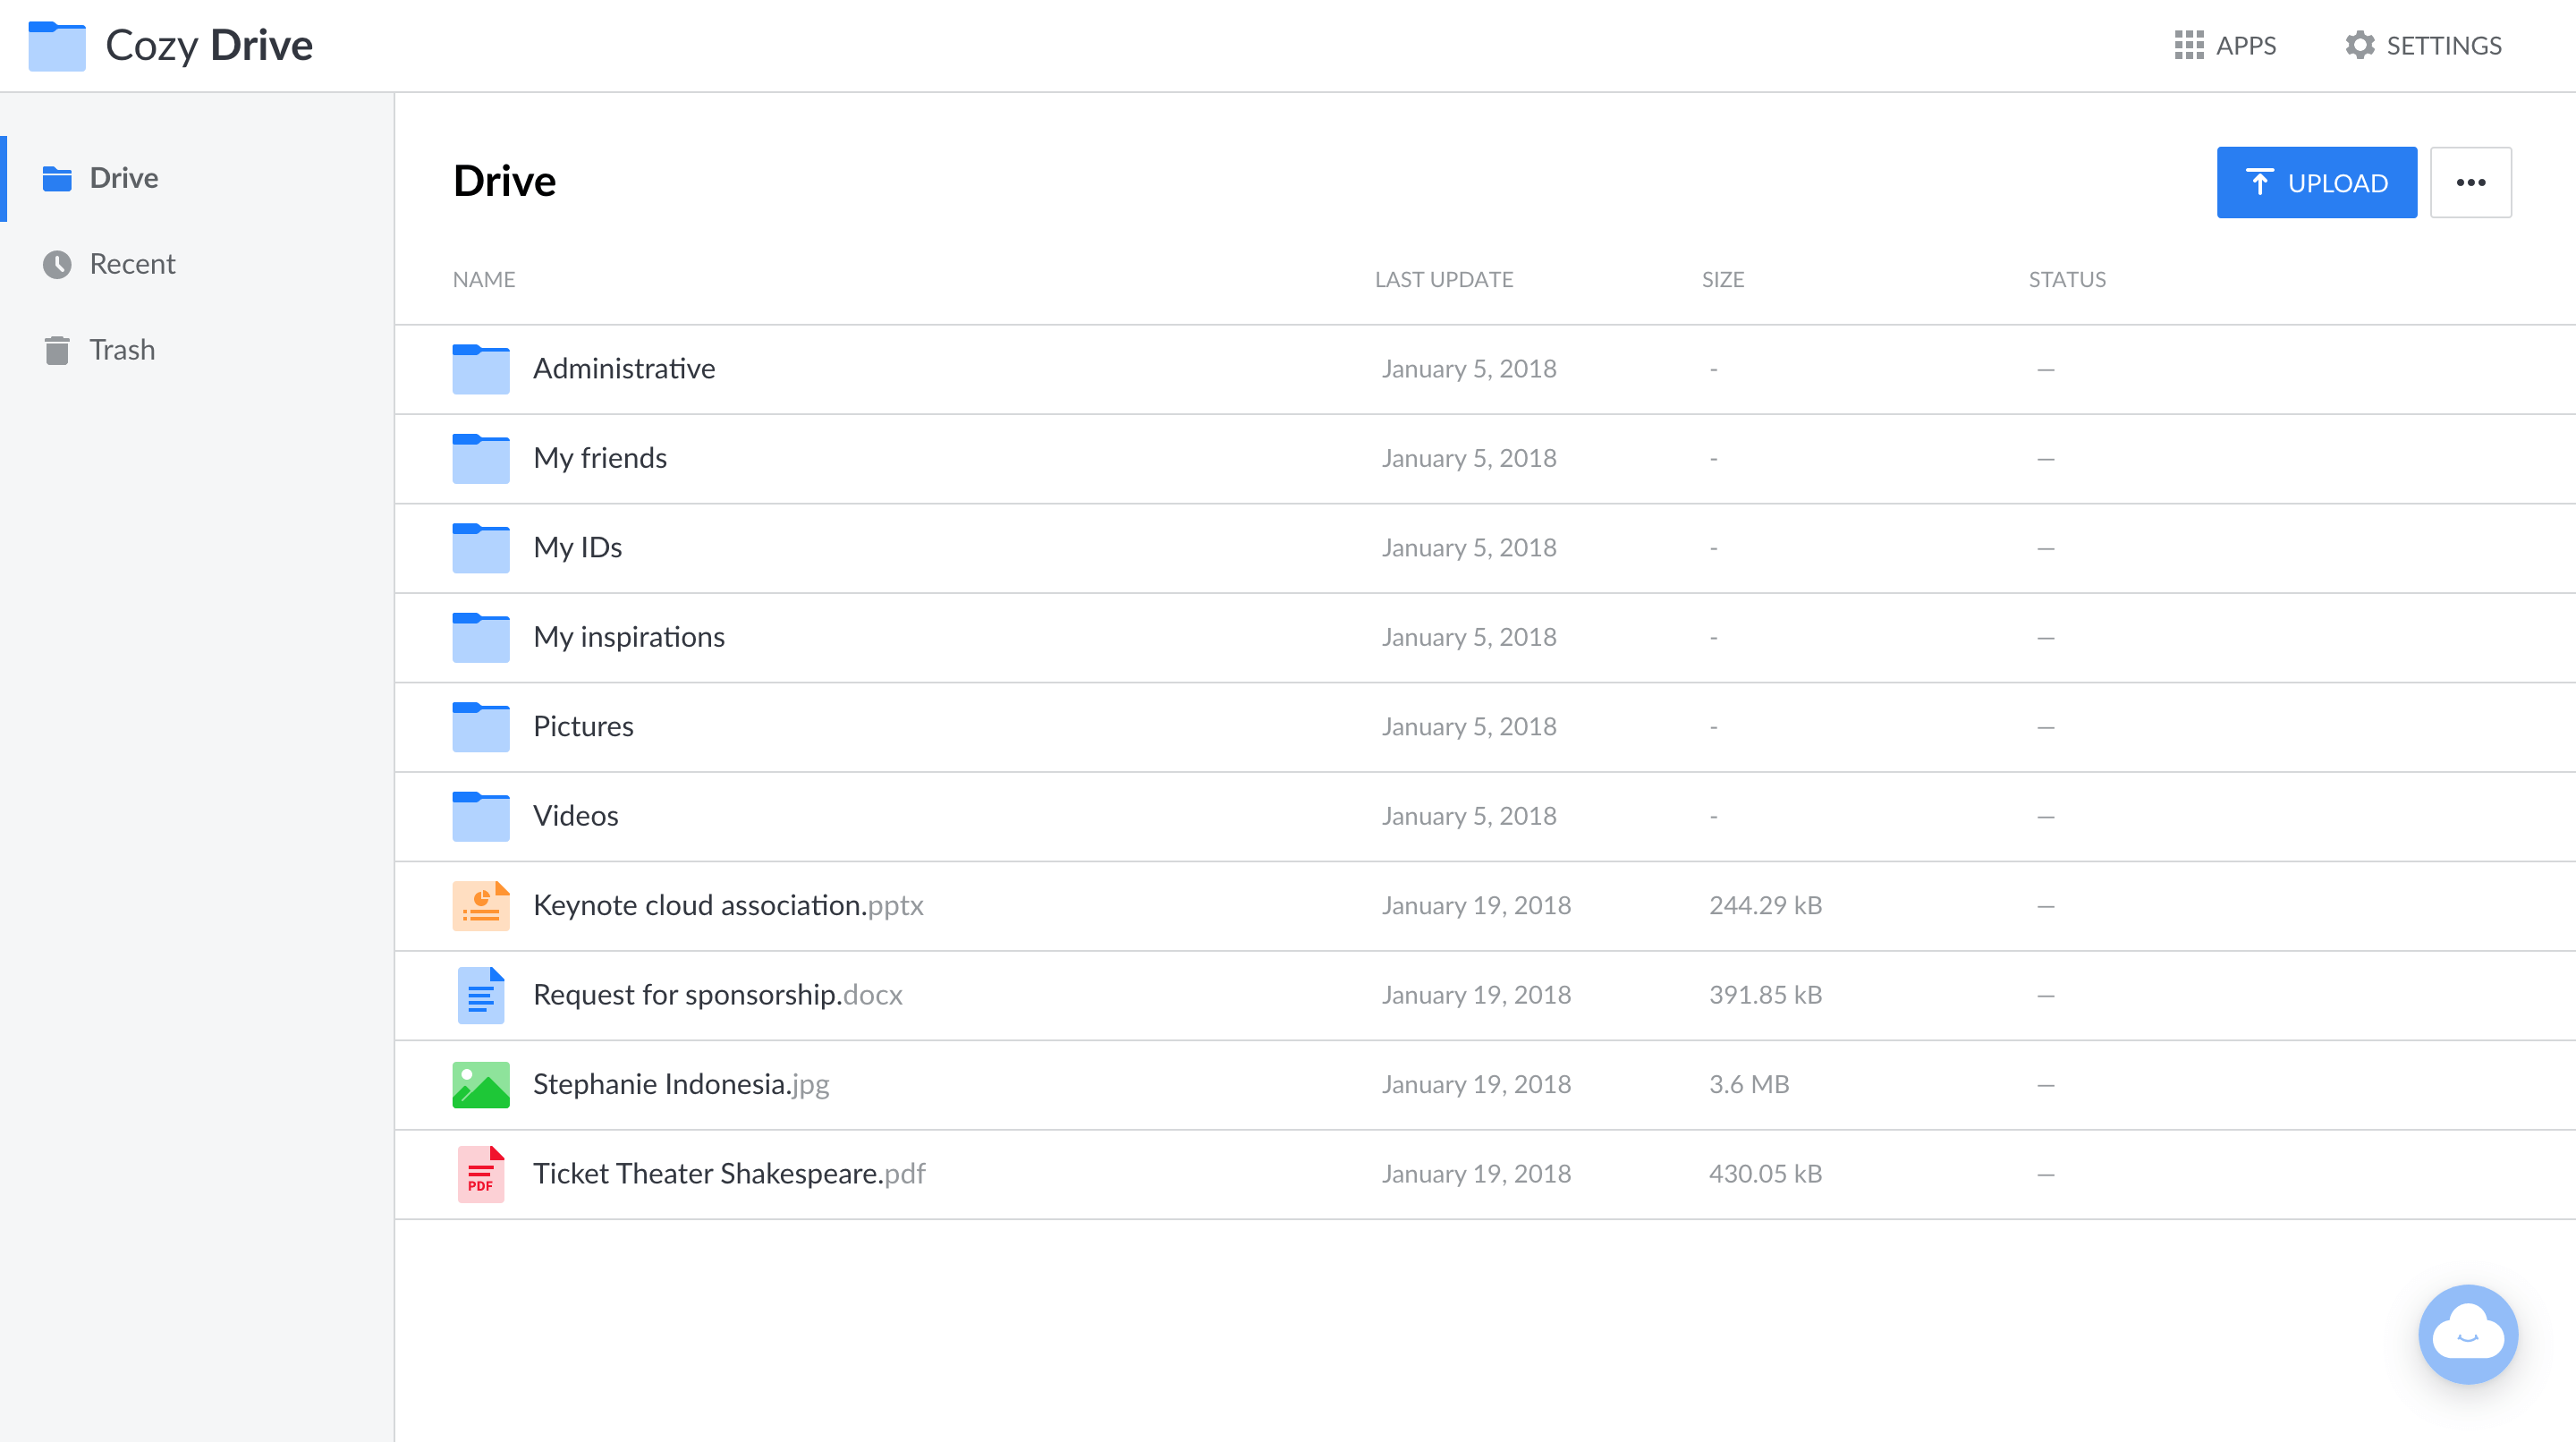 Cozy Drive
APPS
SETTINGS
Drive
Recent
Trash
Drive
UPLOAD
•••
NAME LAST UPDATE SIZE STATUS
Administrative January 5, 2018 - —
My friends January 5, 2018 - —
My IDs January 5, 2018 - —
My inspirations January 5, 2018 - —
Pictures January 5, 2018 - —
Videos January 5, 2018 - —
Keynote cloud association.pptx January 19, 2018 244.29 kB —
Request for sponsorship.docx January 19, 2018 391.85 kB —
Stephanie Indonesia.jpg January 19, 2018 3.6 MB —
PDF Ticket Theater Shakespeare.pdf January 19, 2018 430.05 kB —